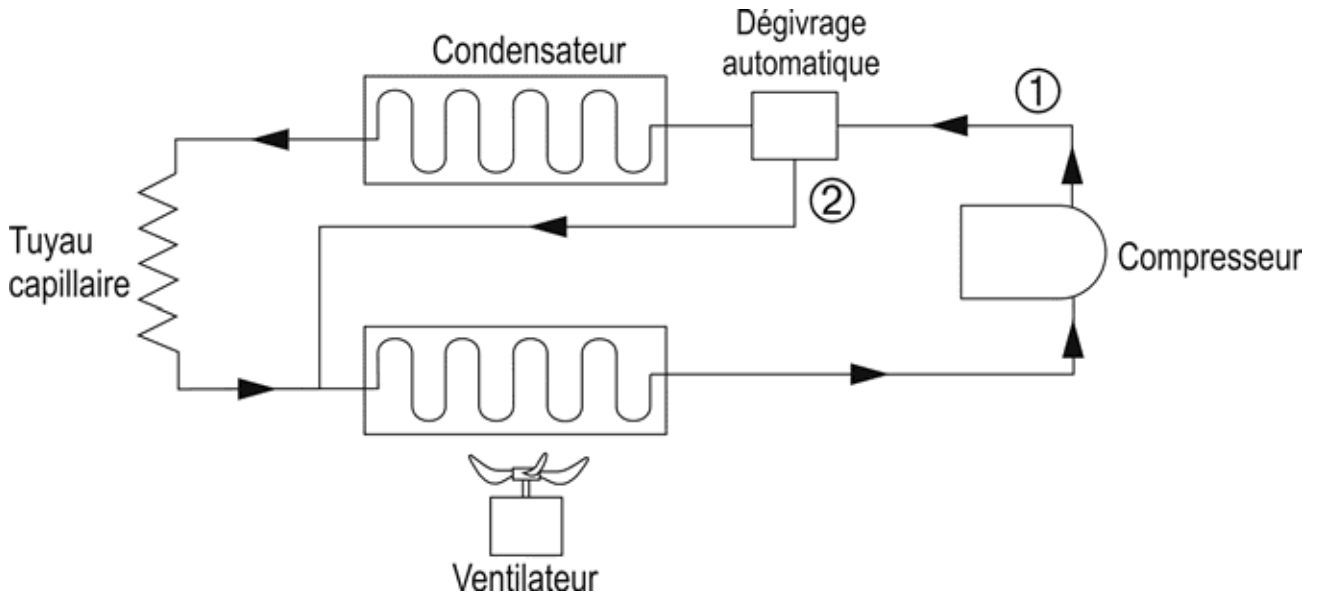 Dégivrage
automatique
Condensateur
①
②
Tuyau
capillaire
Compresseur
Ventilateur